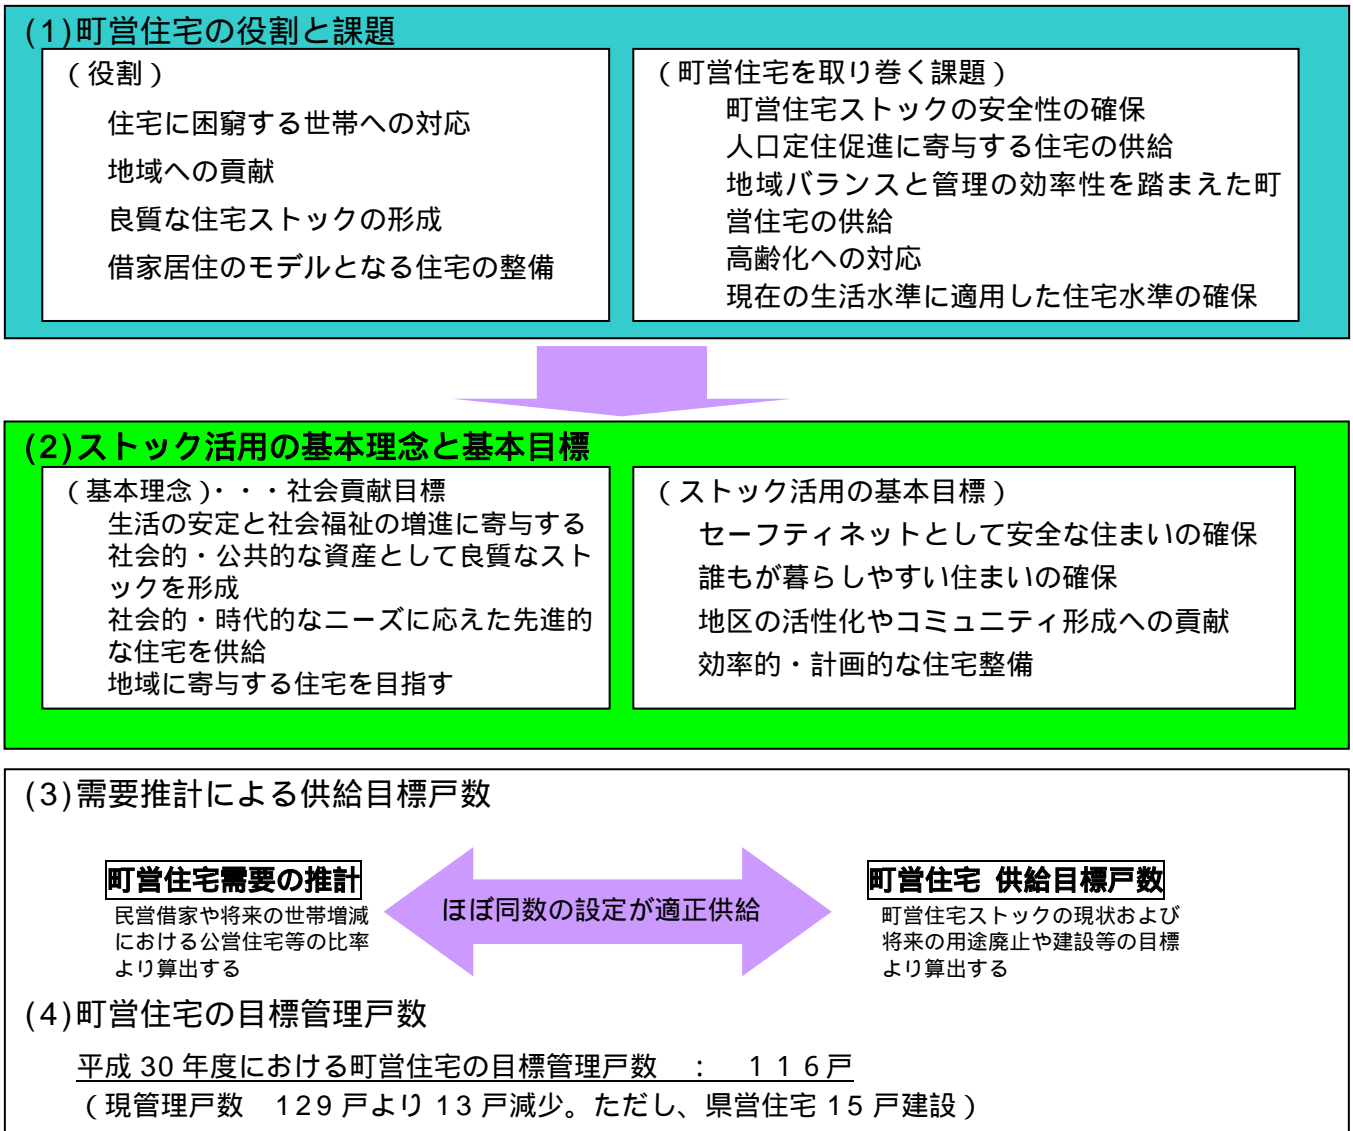 (1)町営住宅の役割と課題
（役割）
住宅に困窮する世帯への対応
地域への貢献
良質な住宅ストックの形成
借家居住のモデルとなる住宅の整備
（町営住宅を取り巻く課題）
町営住宅ストックの安全性の確保
人口定住促進に寄与する住宅の供給
地域バランスと管理の効率性を踏まえた町
営住宅の供給
高齢化への対応
現在の生活水準に適用した住宅水準の確保
(2)ストック活用の基本理念と基本目標
（基本理念）・・・社会貢献目標
生活の安定と社会福祉の増進に寄与する
社会的・公共的な資産として良質なスト
ックを形成
社会的・時代的なニーズに応えた先進的
な住宅を供給
地域に寄与する住宅を目指す
（ストック活用の基本目標）
セーフティネットとして安全な住まいの確保
誰もが暮らしやすい住まいの確保
地区の活性化やコミュニティ形成への貢献
効率的・計画的な住宅整備
(3)需要推計による供給目標戸数
町営住宅需要の推計
民営借家や将来の世帯増減
における公営住宅等の比率
より算出する
ほぼ同数の設定が適正供給
町営住宅 供給目標戸数
町営住宅ストックの現状および
将来の用途廃止や建設等の目標
より算出する
(4)町営住宅の目標管理戸数
平成 30 年度における町営住宅の目標管理戸数　：　１１６戸
（現管理戸数　129 戸より 13 戸減少。ただし、県営住宅 15 戸建設）